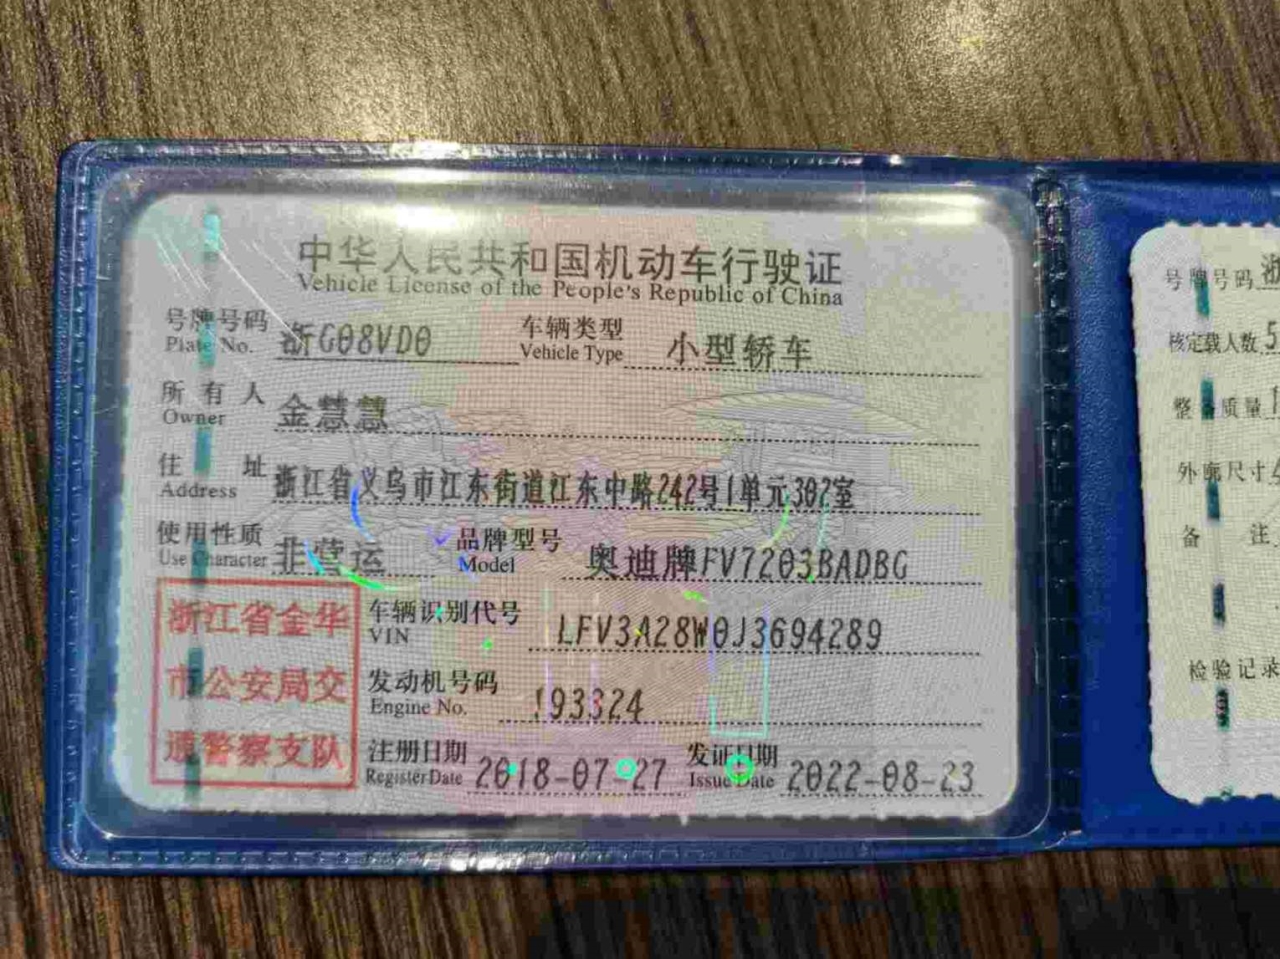 中华人民共和国机动车行驶证
Vehicle License of the People's Republic of China
号牌号码 浙G08VD0 车辆类型 小型轿车
Plate No. Vehicle Type
所有人 金慧慧
Owner
住址 浙江省义乌市江东街道江东中路242号1单元302室
Address
使用性质 非营运 品牌型号 奥迪牌FV7203BADBG
Use Character Model
车辆识别代号 LFV3A28W0J3694289
VIN
发动机号码 193324
Engine No.
注册日期 2018-07-27 发证日期 2022-08-23
Register Date Issue Date
浙江省金华
市公安局交
通警察支队
号牌号码 浙
核定载人数 5
整备质量 1
外廓尺寸
备注
检验记录